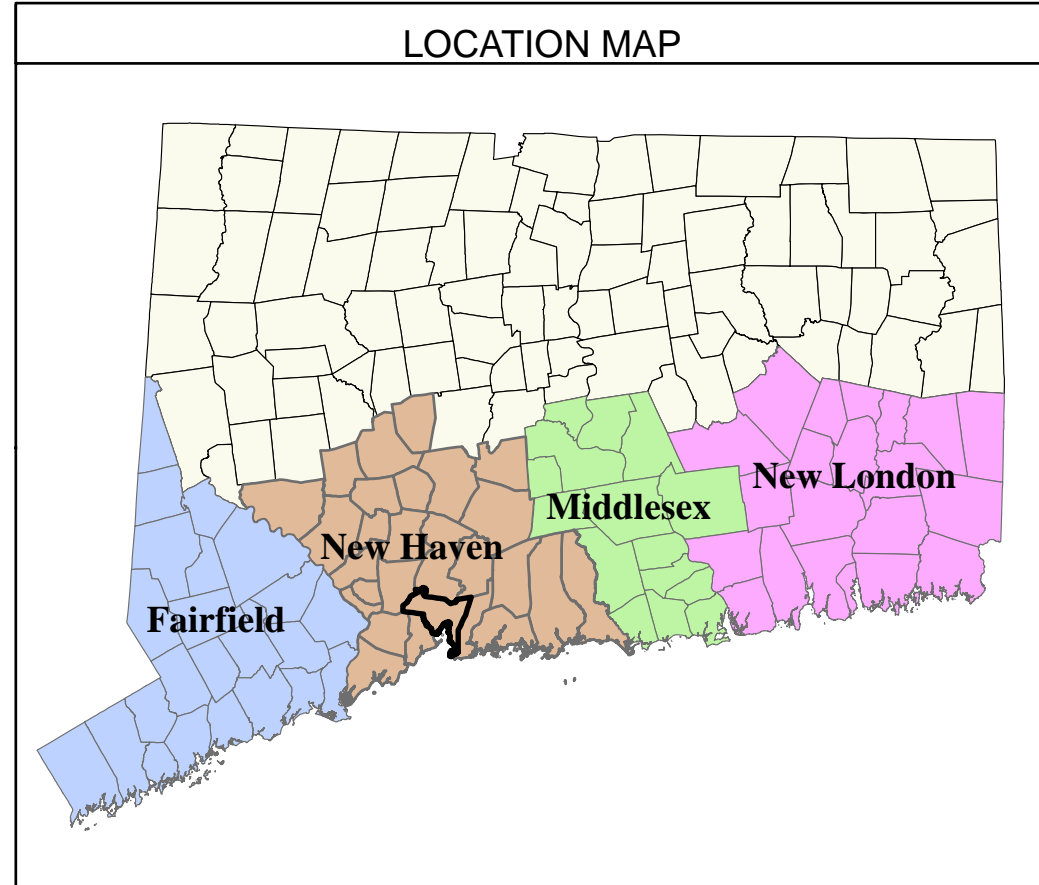 LOCATION MAP
New London
Middlesex
New Haven
Fairfield